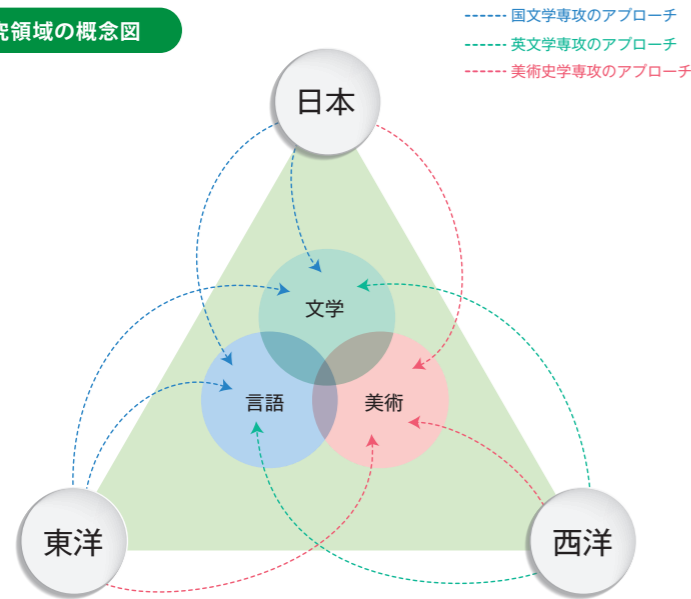 究領域の概念図
国文学専攻のアプローチ
英文学専攻のアプローチ
美術史学専攻のアプローチ
日本
文学
言語
美術
東洋
西洋